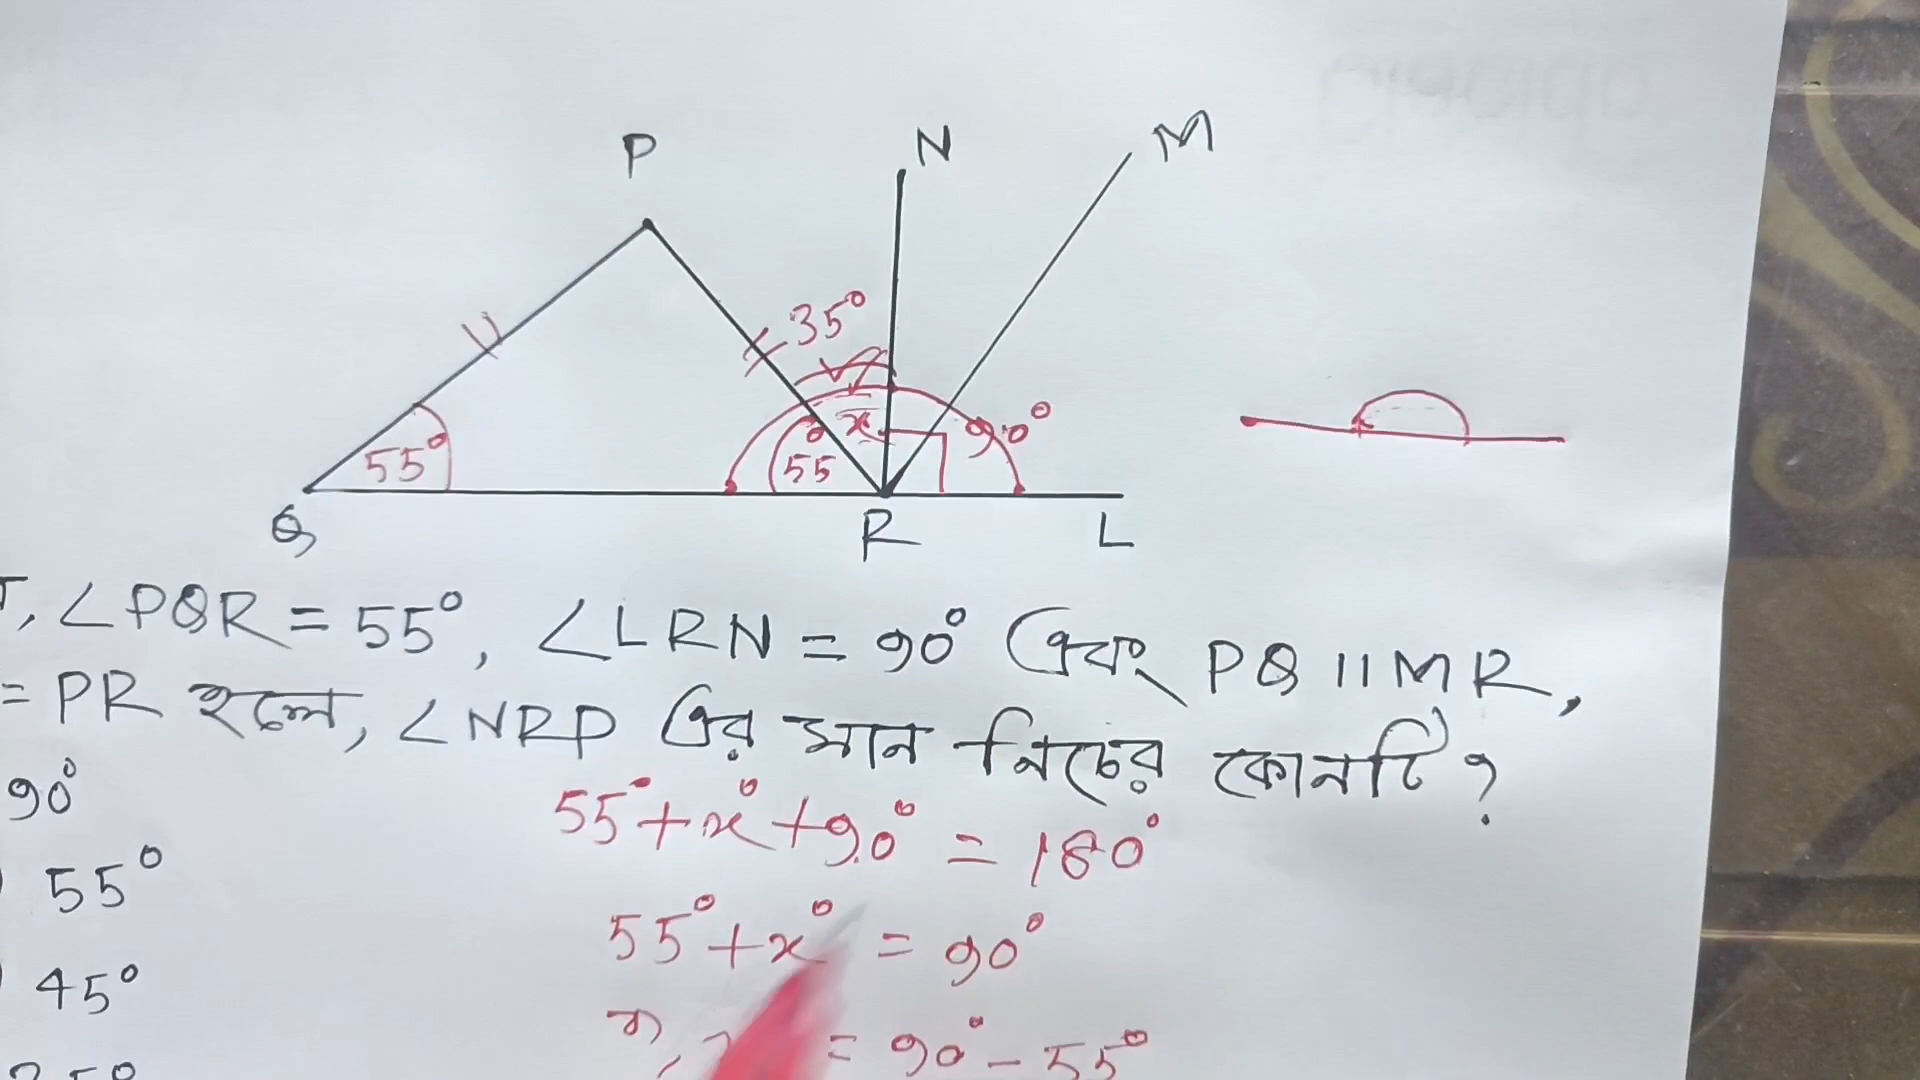 P N M
35°
55° 55° x 90°
Q R L
, ∠PQR = 55°, ∠LRN = 90° এবং PQ || MR,
= PR হলে, ∠NRP এর মান নিচের কোনটি?
90°
55° + x° + 90° = 180°
55°
55° + x° = 90°
45°
= 90° - 55°